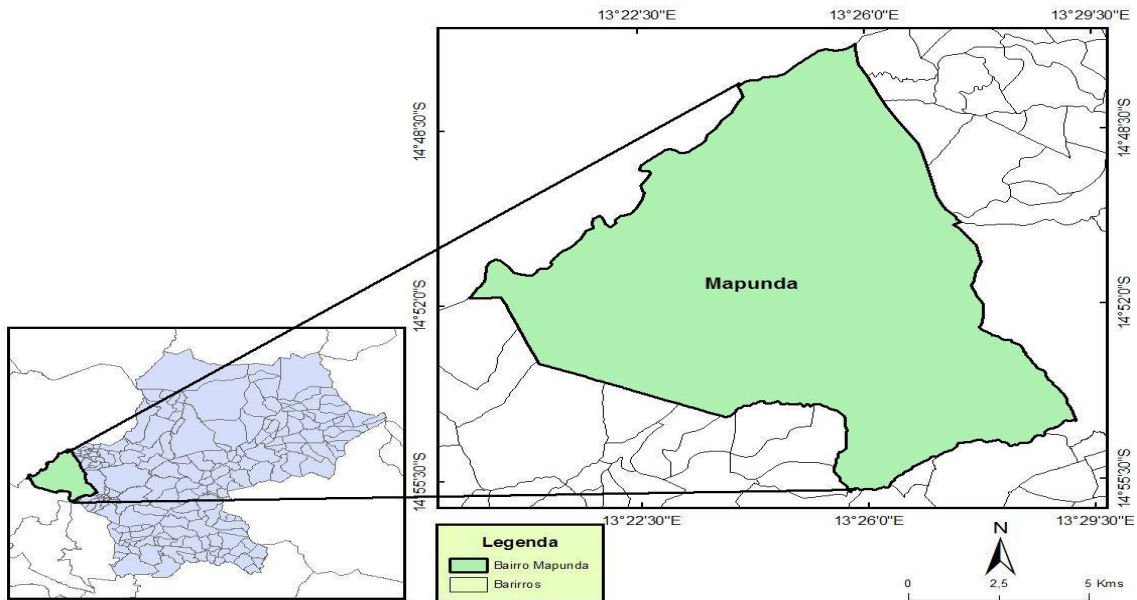 13°22'30"E
13°26'0"E
13°29'30"E
14°48'30"S
14°48'30"S
Mapunda
14°52'0"S
14°52'0"S
14°55'30"S
14°55'30"S
13°22'30"E
13°26'0"E
13°29'30"E
Legenda
Bairro Mapunda
Barirros
N
0 2,5 5 Kms